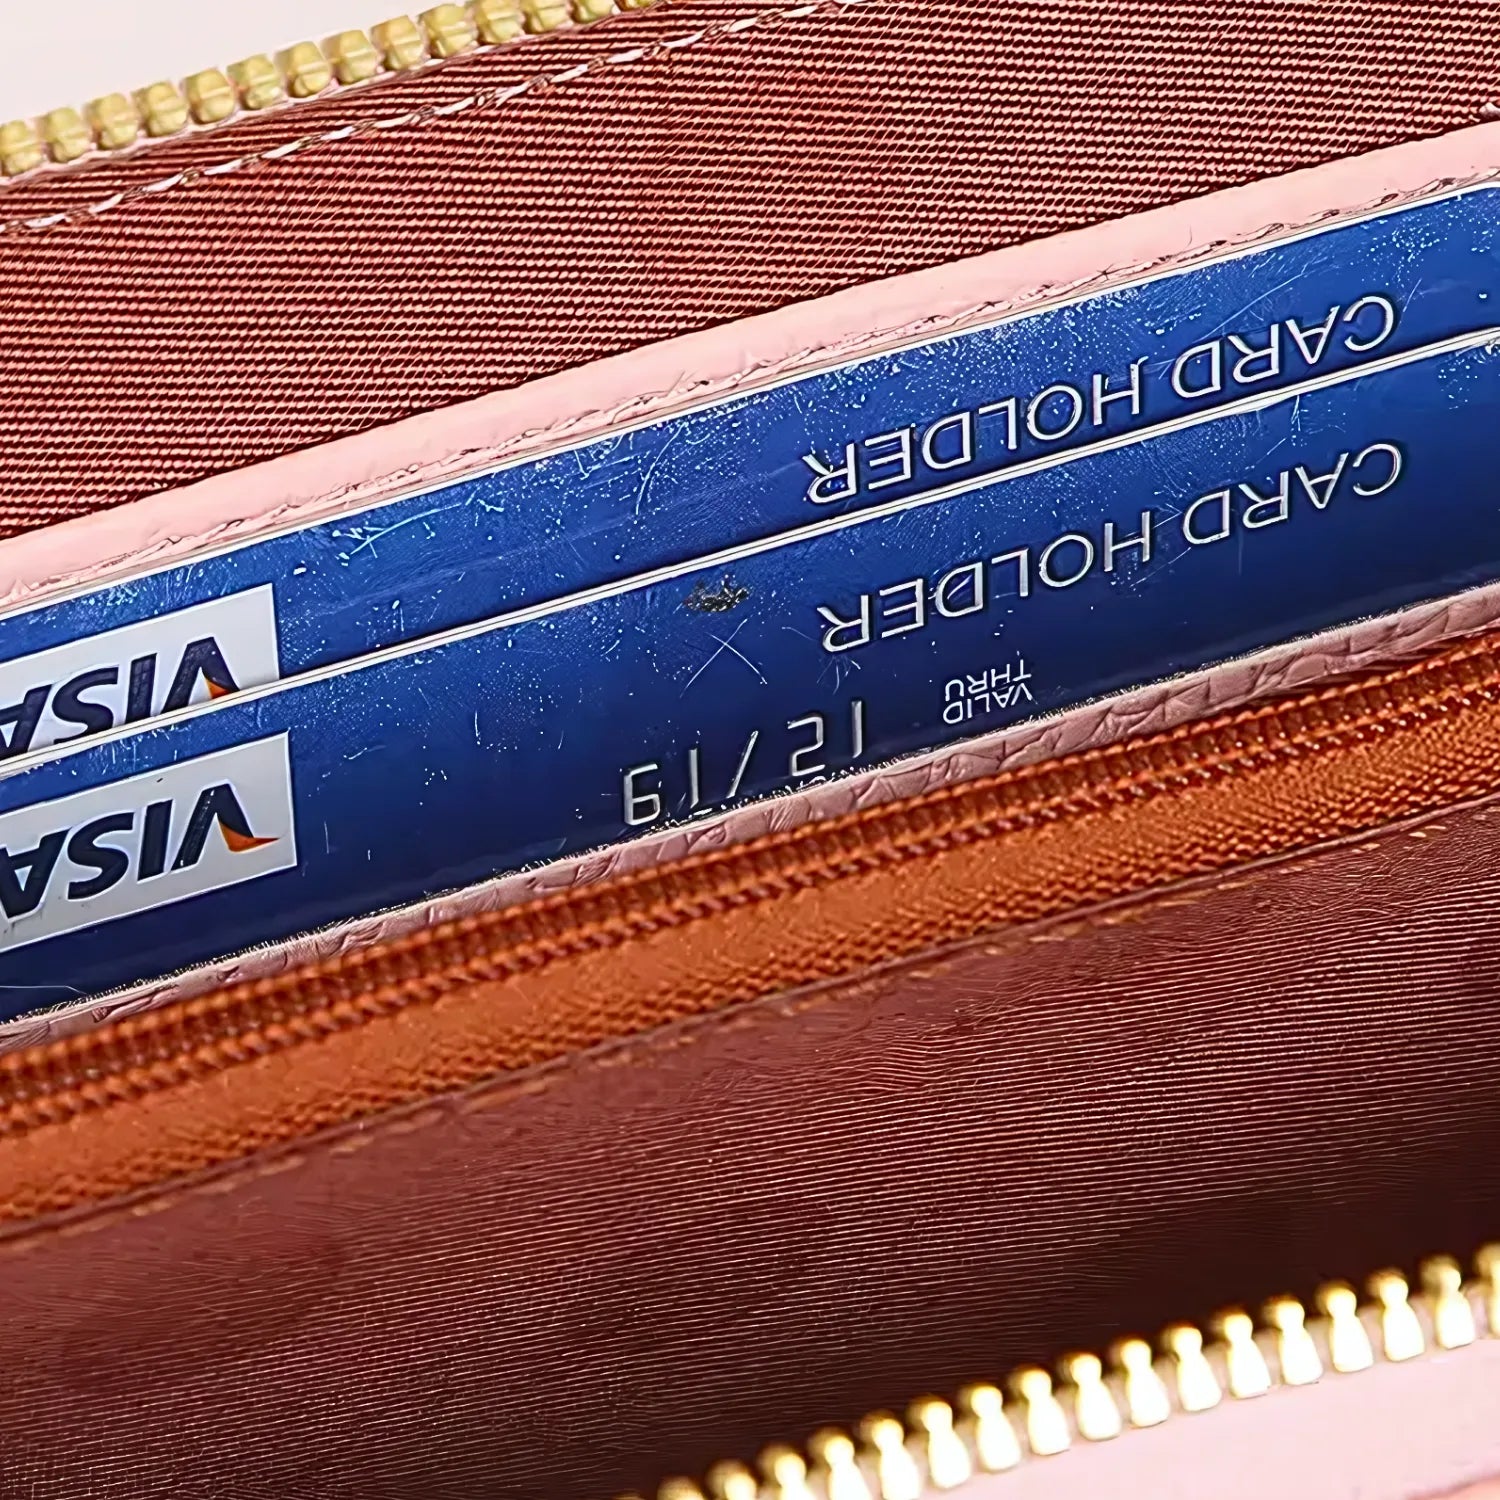 VALID
THRU
12/19
CARD HOLDER
VISA
CARD HOLDER
VISA